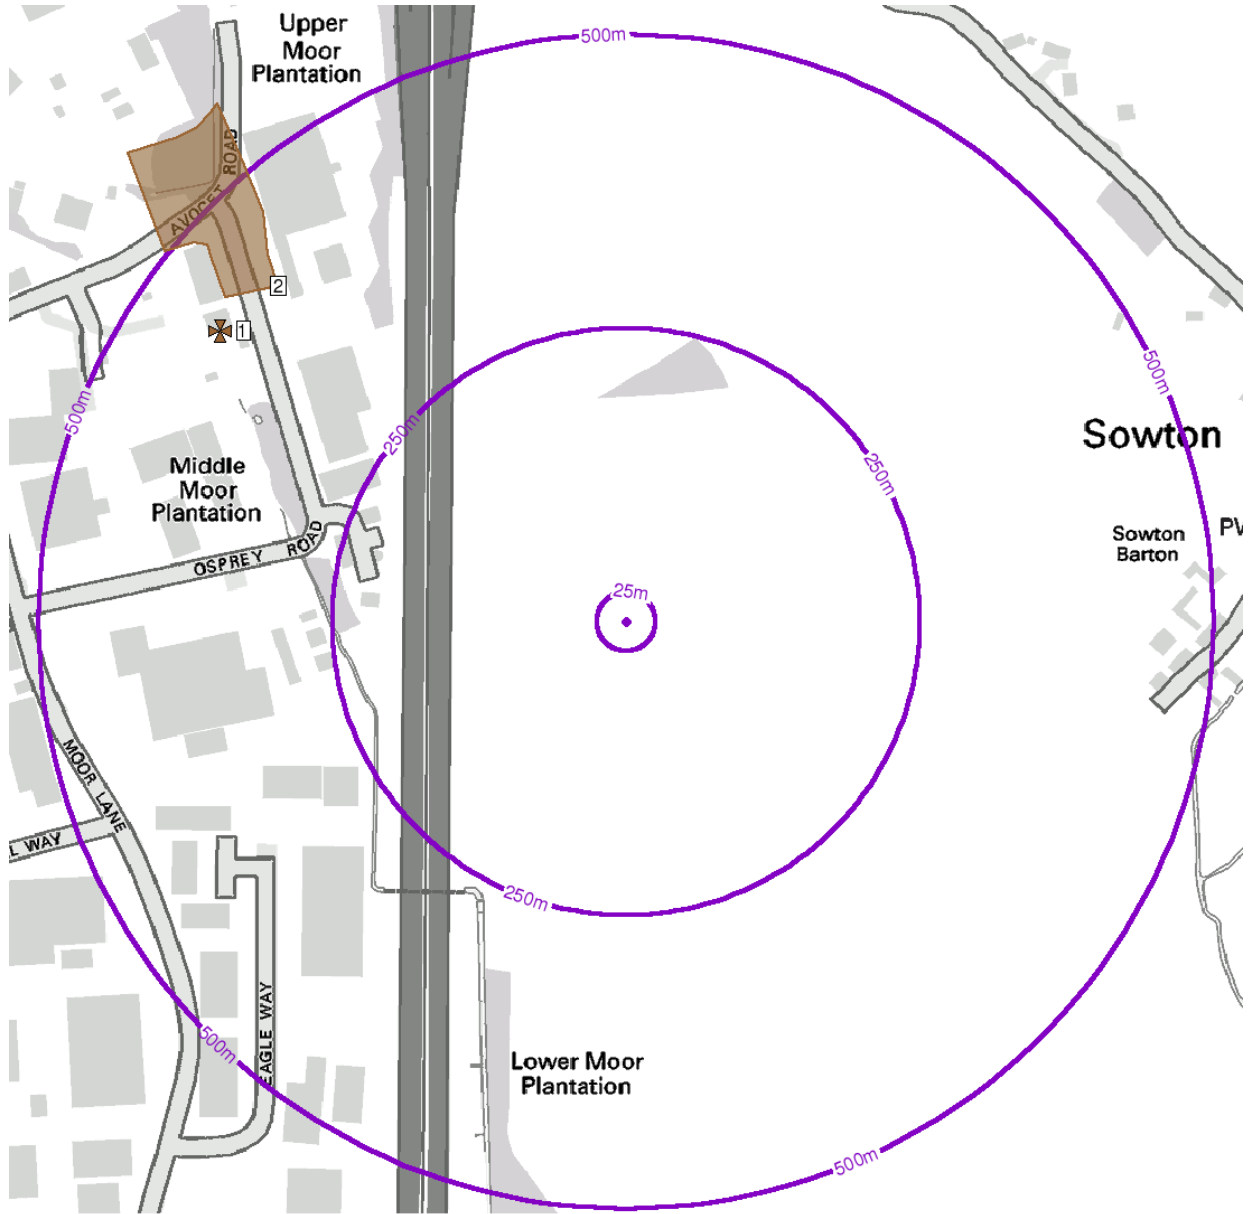 Upper
Moor
Plantation
500m
AVOCET ROAD
2
1
500m
500m
250m
250m
Sowton
Middle
Moor
Plantation
Sowton
Barton
PW
OSPREY ROAD
25m
MOOR LANE
L WAY
250m
EAGLE WAY
500m
Lower Moor
Plantation
500m